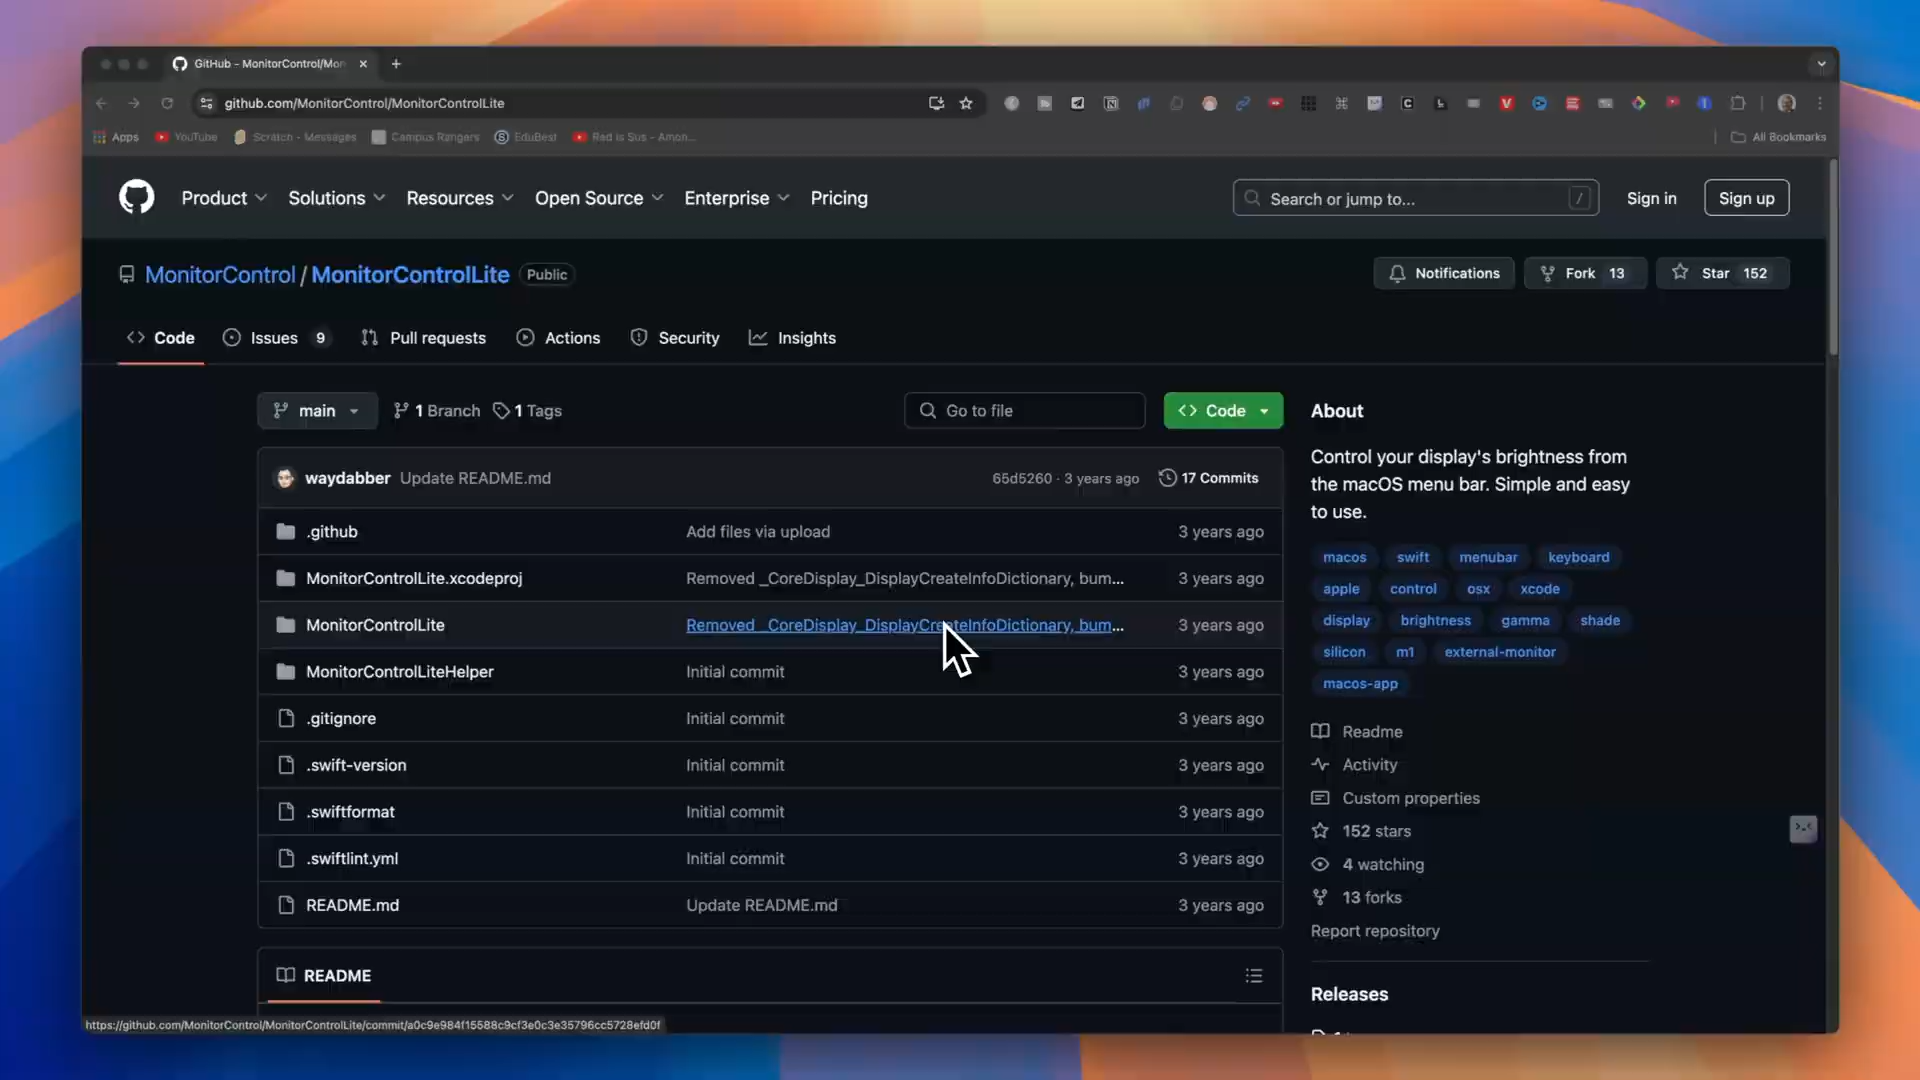 GitHub - MonitorControl/Mon
github.com/MonitorControl/MonitorControlLite
Apps YouTube Scratch - Messages Campus Rangers EduBest Red is Sus - Amon... All Bookmarks
Product Solutions Resources Open Source Enterprise Pricing Search or jump to... / Sign in Sign up
MonitorControl / MonitorControlLite Public Notifications Fork 13 Star 152
Code Issues 9 Pull requests Actions Security Insights
main 1 Branch 1 Tags Go to file Code
waydabber Update README.md 65d5260 · 3 years ago 17 Commits
.github Add files via upload 3 years ago
MonitorControlLite.xcodeproj Removed _CoreDisplay_DisplayCreateInfoDictionary, bum... 3 years ago
MonitorControlLite Removed _CoreDisplay_DisplayCreateInfoDictionary, bum... 3 years ago
MonitorControlLiteHelper Initial commit 3 years ago
.gitignore Initial commit 3 years ago
.swift-version Initial commit 3 years ago
.swiftformat Initial commit 3 years ago
.swiftlint.yml Initial commit 3 years ago
README.md Update README.md 3 years ago
README
About
Control your display's brightness from
the macOS menu bar. Simple and easy
to use.
macos swift menubar keyboard
apple control osx xcode
display brightness gamma shade
silicon m1 external-monitor
macos-app
Readme
Activity
Custom properties
152 stars
4 watching
13 forks
Report repository
Releases
https://github.com/MonitorControl/MonitorControlLite/commit/a0c9e984f15588c9cf3e0c3e35796cc5728efd0f